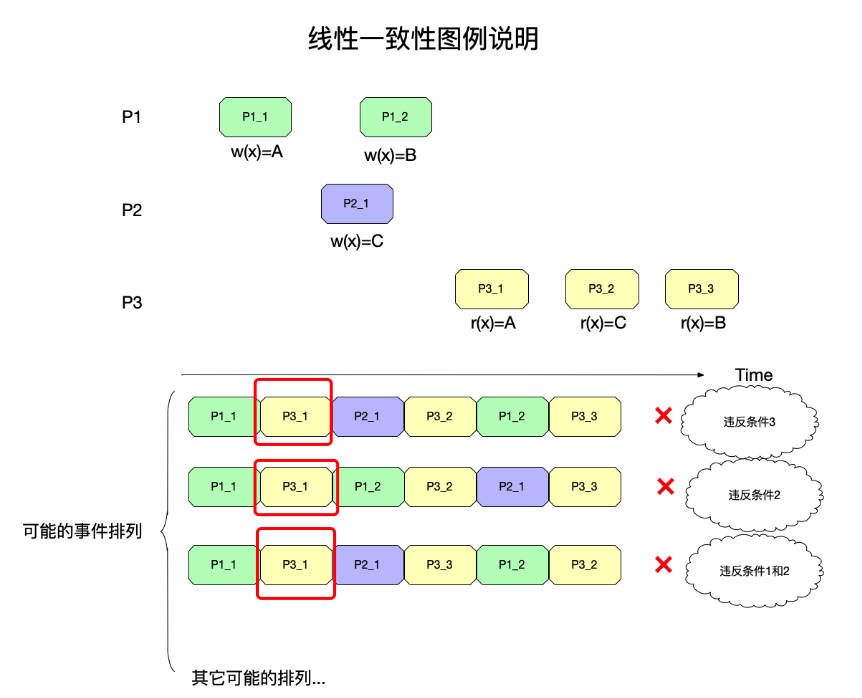 线性一致性图例说明
P1
P1_1
P1_2
w(x)=A
w(x)=B
P2
P2_1
w(x)=C
P3
P3_1
P3_2
P3_3
r(x)=A
r(x)=C
r(x)=B
Time
P1_1
P3_1
P2_1
P3_2
P1_2
P3_3
违反条件3
P1_1
P3_1
P1_2
P3_2
P2_1
P3_3
违反条件2
可能的事件排列
P1_1
P3_1
P2_1
P3_3
P1_2
P3_2
违反条件1和2
其它可能的排列...